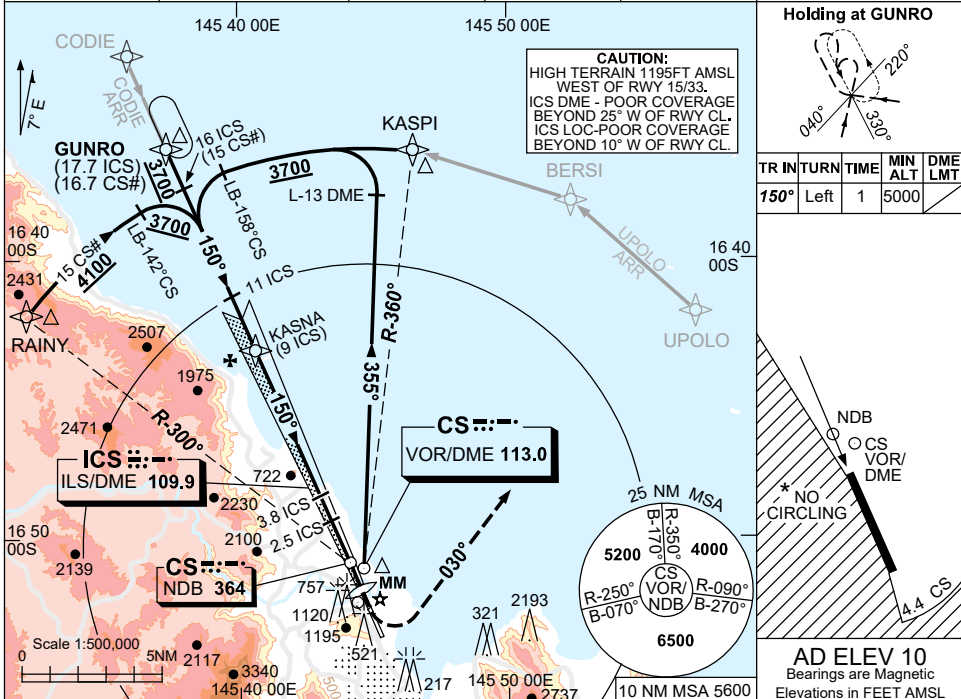 145 40 00E
145 50 00E
CODIE
CODIE
ARR
7° E
GUNRO
(17.7 ICS)
(16.7 CS#)
3700
16 ICS
(15 CS#)
3700
KASPI
CAUTION:
HIGH TERRAIN 1195FT AMSL
WEST OF RWY 15/33.
ICS DME - POOR COVERAGE
BEYOND 25° W OF RWY CL.
ICS LOC-POOR COVERAGE
BEYOND 10° W OF RWY CL.
BERSI
L-13 DME
LB-158°CS
3700
LB-142°CS
15 CS#
4100
150°
16 40
00S
16 40
00S
UPOLO
ARR
UPOLO
2431
RAINY
11 ICS
KASNA
(9 ICS)
R-360°
355°
2507
1975
150°
2471
R-300°
CS
VOR/DME 113.0
ICS
ILS/DME 109.9
722
2230
3.8 ICS
2.5 ICS
16 50
00S
2100
2139
CS
NDB 364
757
MM
030°
1120
1195
521
321
2193
217
2117
3340
2737
5000
Scale 1:500,000
0
5NM
145 40 00E
145 50 00E
25 NM MSA
R-350°
B-170°
5200
4000
CS
VOR/
NDB
R-250°
B-070°
R-090°
B-270°
6500
10 NM MSA 5600
Holding at GUNRO
220°
040°
330°
TR IN TURN TIME MIN ALT DME LMT
150° Left 1 5000
NDB
CS
VOR/
DME
* NO
CIRCLING
4.4 CS
AD ELEV 10
Bearings are Magnetic
Elevations in FEET AMSL